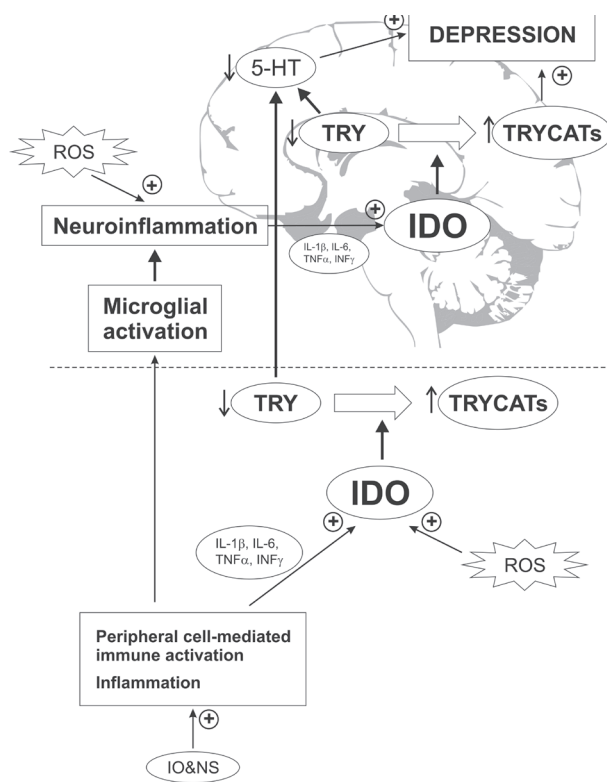 +
DEPRESSION
↓ 5-HT
+
↓ TRY
↑ TRYCATs
ROS
+
Neuroinflammation
+
IDO
IL-1β, IL-6,
TNFα, INFγ
Microglial
activation
↓ TRY
↑ TRYCATs
IDO
+
+
IL-1β, IL-6,
TNFα, INFγ
ROS
Peripheral cell-mediated
immune activation
Inflammation
+
IO&NS